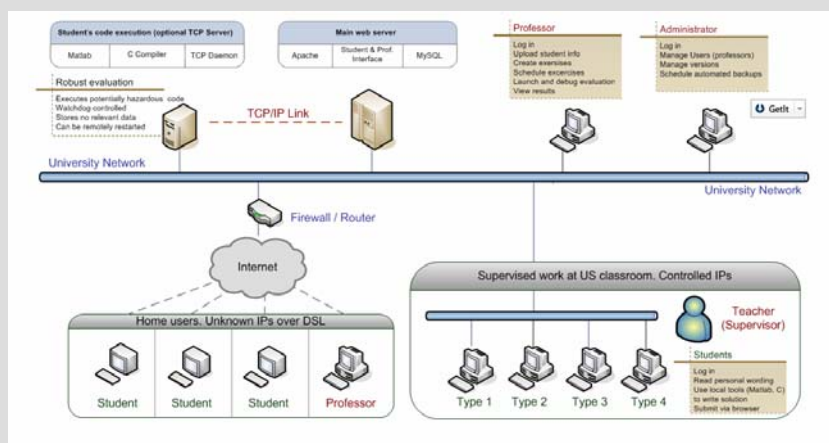 Student's code execution (optional TCP Server)
Matlab
C Compiler
TCP Daemon
Main web server
Apache
Student & Prof.
Interface
MySQL
Professor
Log in
Upload student info
Create exersises
Schedule excercises
Launch and debug evaluation
View results
Administrator
Log in
Manage Users (professors)
Manage versions
Schedule automated backups
Robust evaluation
Executes potentially hazardous code
Watchdog controlled
Stores no relevant data
Can be remotely restarted
TCP/IP Link
GetIt
University Network
University Network
Firewall / Router
Internet
Home users. Unknown IPs over DSL
Student
Student
Student
Professor
Supervised work at US classroom. Controlled IPs
Teacher
(Supervisor)
Type 1
Type 2
Type 3
Type 4
Students
Log in
Read personal wording
Use local tools (Matlab, C)
to write solution
Submit via browser